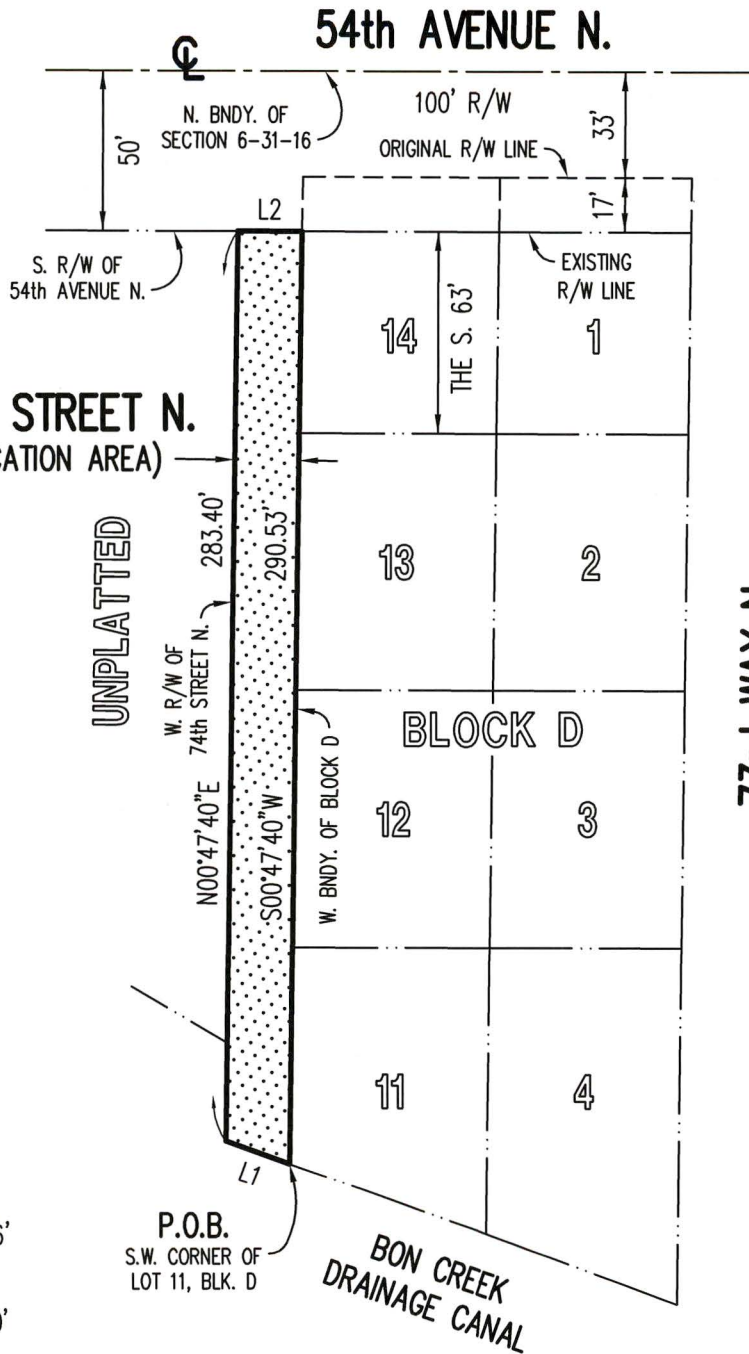 54th AVENUE N.
CL
N. BNDY. OF
SECTION 6-31-16
100' R/W
33'
50'
ORIGINAL R/W LINE
17'
L2
S. R/W OF
54th AVENUE N.
EXISTING
R/W LINE
14
THE S. 63'
1
STREET N.
CATION AREA)
UNPLATTED
283.40'
290.53'
13
2
W. R/W OF
74th STREET N.
BLOCK D
W. BNDY. OF BLOCK D
12
3
N00°47'40"E
S00°47'40"W
11
4
L1
P.O.B.
S.W. CORNER OF
LOT 11, BLK. D
BON CREEK
DRAINAGE CANAL